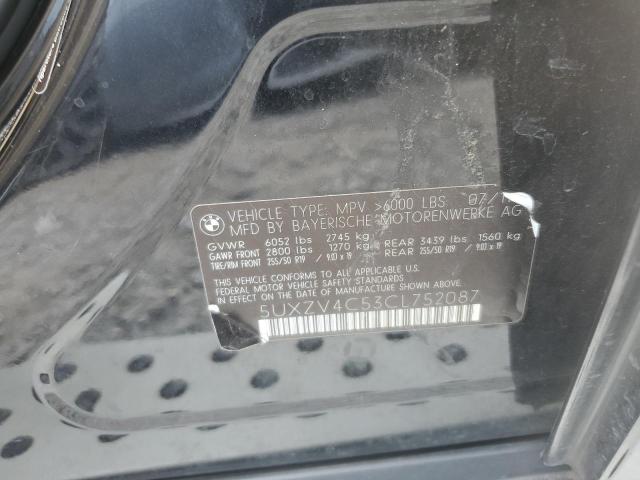 BMW
VEHICLE TYPE: MPV >6000 LBS. 07/1
MFD BY BAYERISCHE MOTORENWERKE AG
GVWR 6052 lbs 2745 kg
GAWR FRONT 2800 lbs 1270 kg REAR 3439 lbs 1560 kg
TIRE/RIM FRONT 255/50 R19 / 9.0J x 19 REAR 255/50 R19 / 9.0J x 19
THIS VEHICLE CONFORMS TO ALL APPLICABLE U.S.
FEDERAL MOTOR VEHICLE SAFETY STANDARDS IN
EFFECT ON THE DATE OF MANUFACTURE SHOWN ABOVE.
5UXZV4C53CL752087